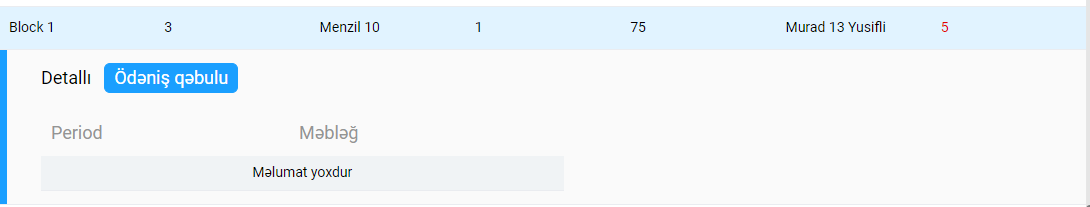 Block 1 3 Menzil 10 1 75 Murad 13 Yusifli 5
Detallı Ödəniş qəbulu
Period Məbləğ
Məlumat yoxdur